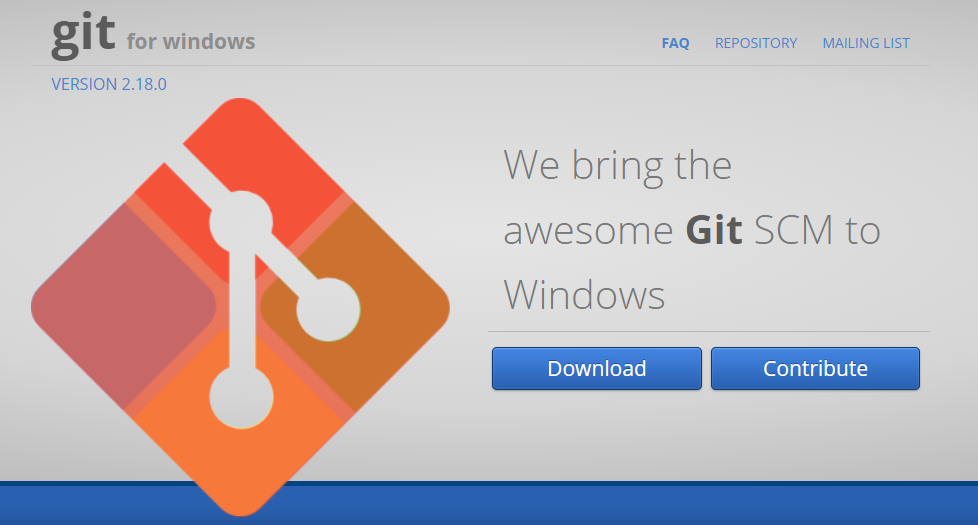 git for windows
FAQ REPOSITORY MAILING LIST
VERSION 2.18.0
We bring the
awesome Git SCM to
Windows
Download Contribute